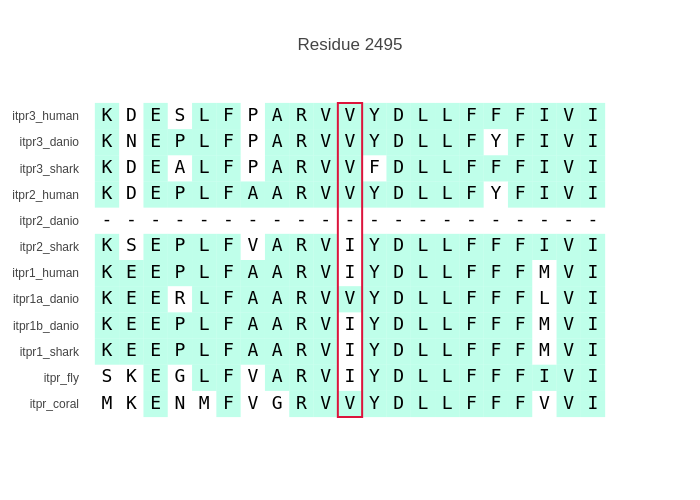 Residue 2495
itpr3_human K D E S L F P A R V V Y D L L F F F I V I
itpr3_danio K N E P L F P A R V V Y D L L F Y F I V I
itpr3_shark K D E A L F P A R V V F D L L F F F I V I
itpr2_human K D E P L F A A R V V Y D L L F Y F I V I
itpr2_danio - - - - - - - - - - - - - - - - - - - - -
itpr2_shark K S E P L F V A R V I Y D L L F F F I V I
itpr1_human K E E P L F A A R V I Y D L L F F F M V I
itpr1a_danio K E E R L F A A R V V Y D L L F F F L V I
itpr1b_danio K E E P L F A A R V I Y D L L F F F M V I
itpr1_shark K E E P L F A A R V I Y D L L F F F M V I
itpr_fly S K E G L F V A R V I Y D L L F F F I V I
itpr_coral M K E N M F V G R V V Y D L L F F F V V I